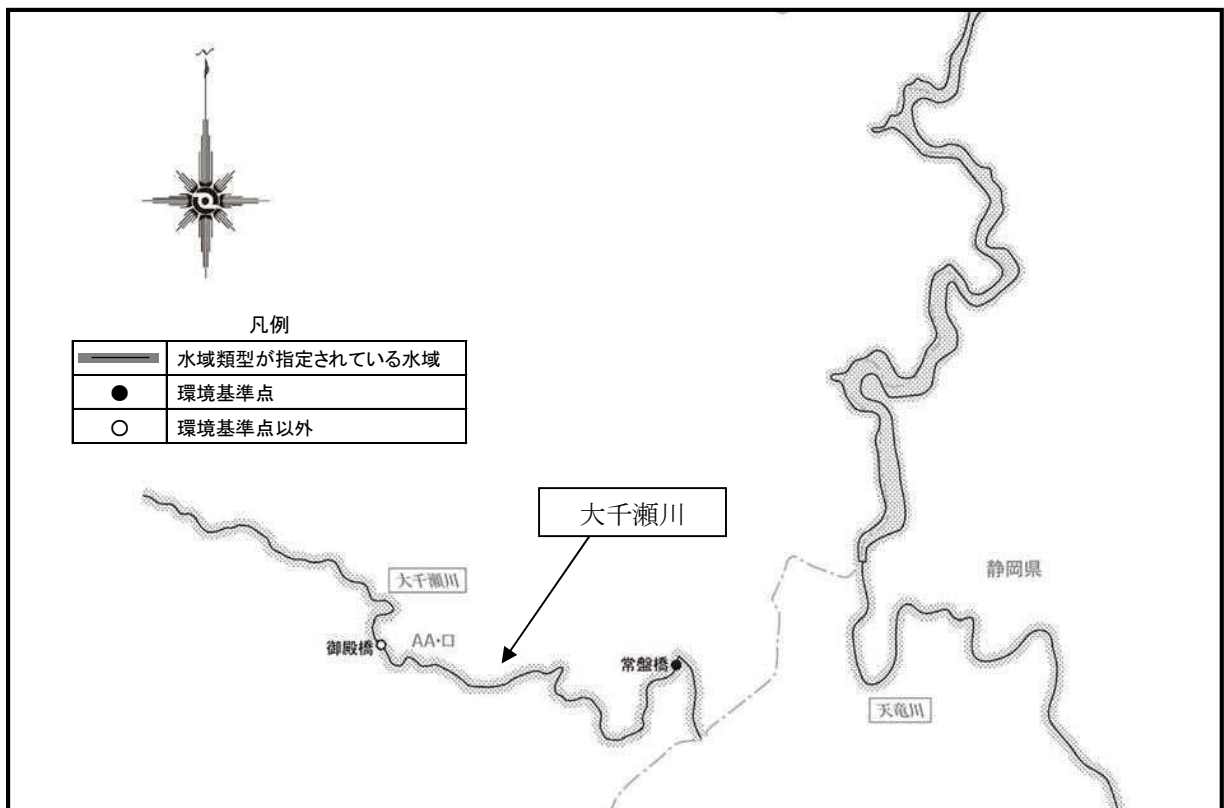 凡例
水域類型が指定されている水域
● 環境基準点
○ 環境基準点以外
大千瀬川
大千瀬川
静岡県
御殿橋
AA・ロ
常盤橋
天竜川